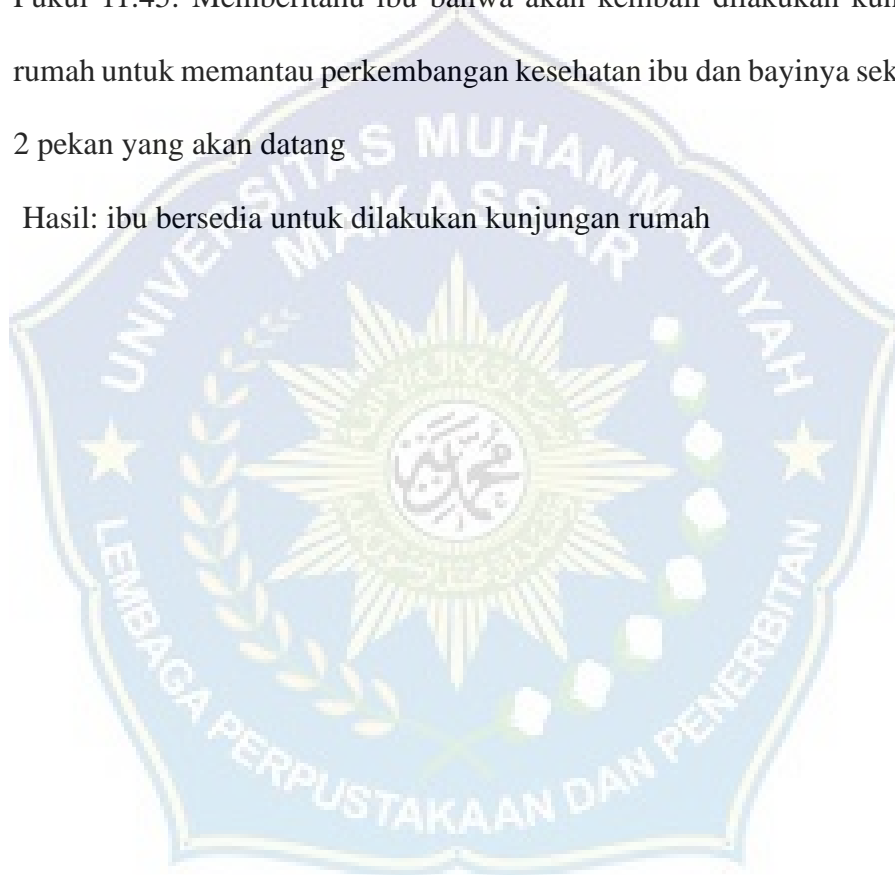 Pukul 11.45: Memberitahu ibu bahwa akan kembali dilakukan kun
rumah untuk memantau perkembangan kesehatan ibu dan bayinya sek
2 pekan yang akan datang
Hasil: ibu bersedia untuk dilakukan kunjungan rumah
UNIVERSITAS MUHAMMADIYAH
MAKASSAR
LEMBAGA PERPUSTAKAAN DAN PENERBITAN